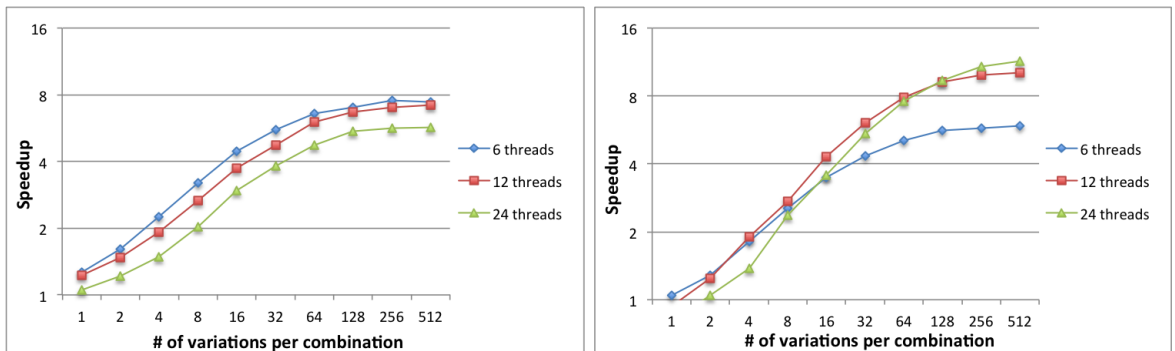 16
8
4
2
1
Speedup
1 2 4 8 16 32 64 128 256 512
# of variations per combination
6 threads
12 threads
24 threads
16
8
4
2
1
Speedup
1 2 4 8 16 32 64 128 256 512
# of variations per combination
6 threads
12 threads
24 threads